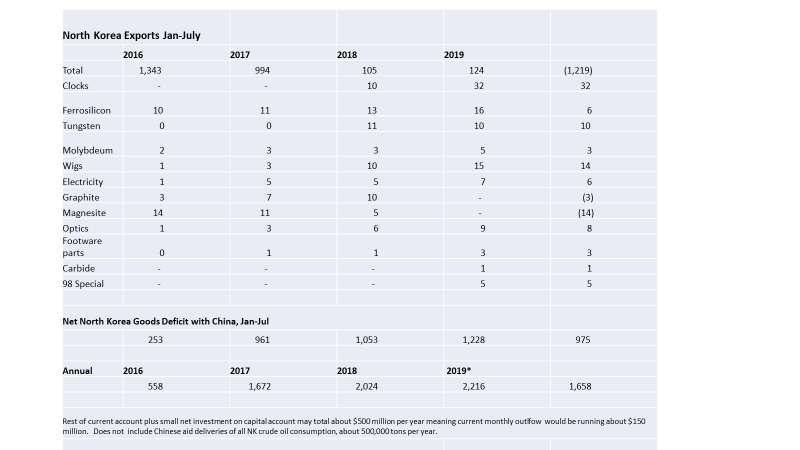 North Korea Exports Jan-July
2016 2017 2018 2019
Total 1,343 994 105 124 (1,219)
Clocks - - 10 32 32
Ferrosilicon 10 11 13 16 6
Tungsten 0 0 11 10 10
Molybdeum 2 3 3 5 3
Wigs 1 3 10 15 14
Electricity 1 5 5 7 6
Graphite 3 7 10 - (3)
Magnesite 14 11 5 - (14)
Optics 1 3 6 9 8
Footware
parts 0 1 1 3 3
Carbide - - - 1 1
98 Special - - - 5 5
Net North Korea Goods Deficit with China, Jan-Jul
253 961 1,053 1,228 975
Annual 2016 2017 2018 2019*
558 1,672 2,024 2,216 1,658
Rest of current account plus small net investment on capital account may total about $500 million per year meaning current monthly outlfow would be running about $150
million. Does not include Chinese aid deliveries of all NK crude oil consumption, about 500,000 tons per year.